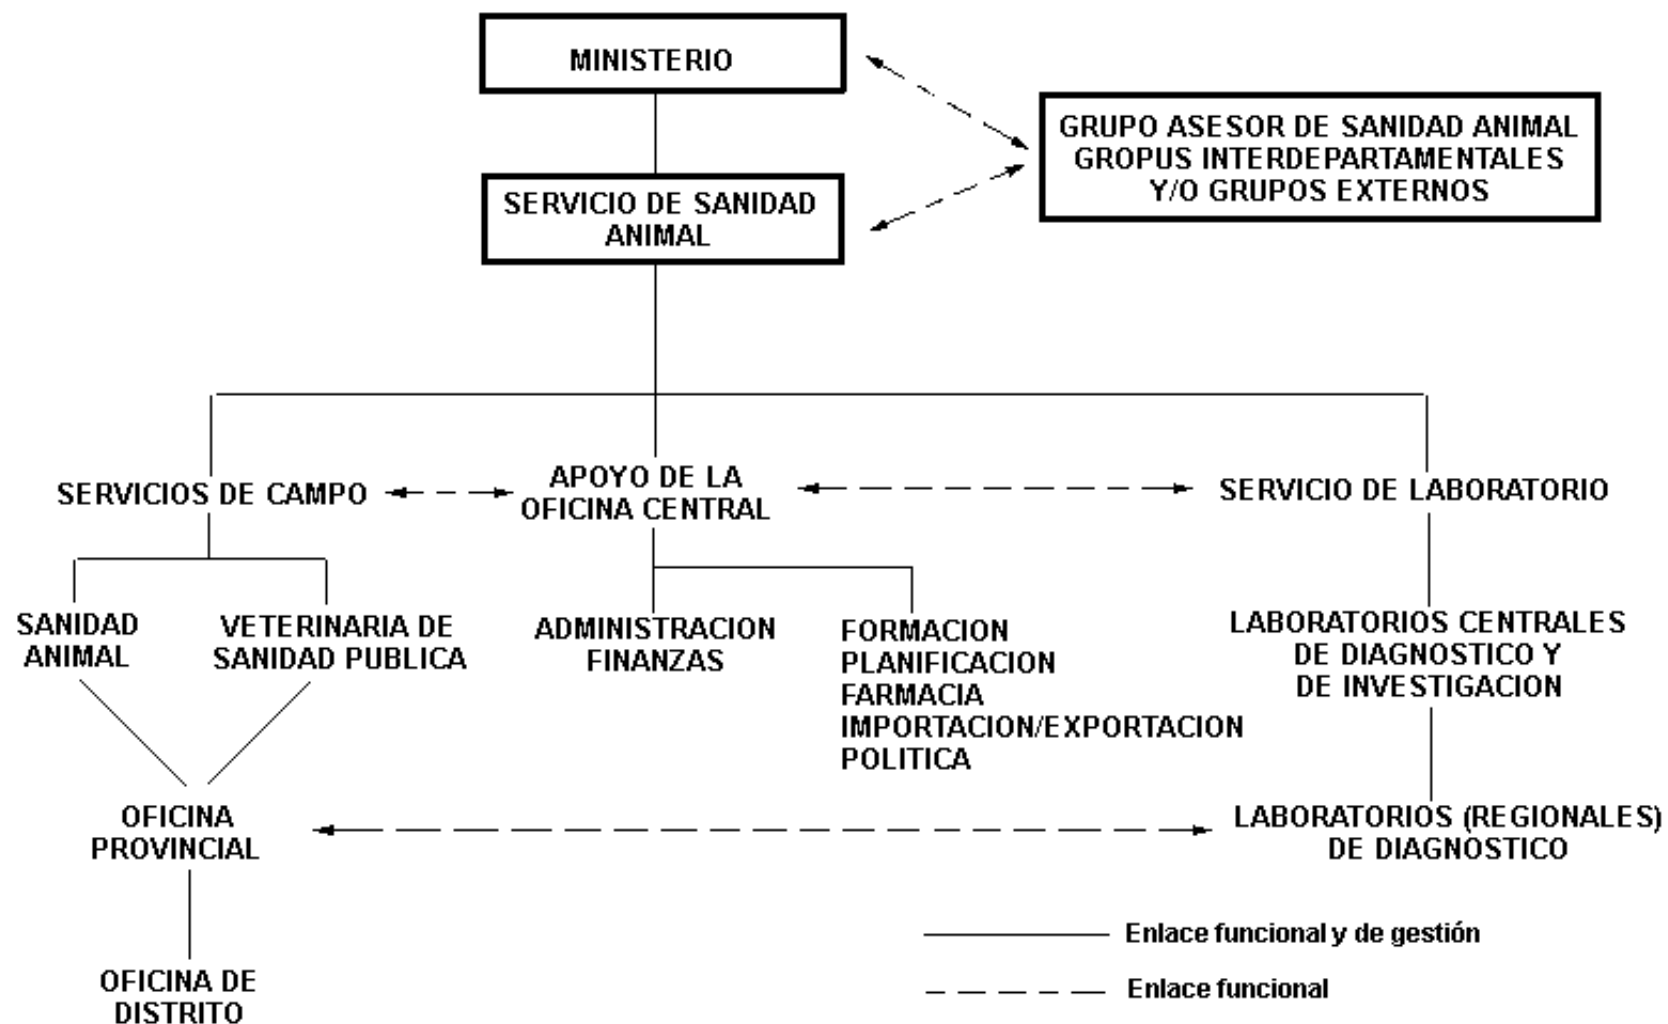 MINISTERIO
GRUPO ASESOR DE SANIDAD ANIMAL
GROPUS INTERDEPARTAMENTALES
Y/O GRUPOS EXTERNOS
SERVICIO DE SANIDAD
ANIMAL
SERVICIOS DE CAMPO
APOYO DE LA
OFICINA CENTRAL
SERVICIO DE LABORATORIO
SANIDAD
ANIMAL
VETERINARIA DE
SANIDAD PUBLICA
ADMINISTRACION
FINANZAS
FORMACION
PLANIFICACION
FARMACIA
IMPORTACION/EXPORTACION
POLITICA
LABORATORIOS CENTRALES
DE DIAGNOSTICO Y
DE INVESTIGACION
OFICINA
PROVINCIAL
LABORATORIOS (REGIONALES)
DE DIAGNOSTICO
OFICINA DE
DISTRITO
Enlace funcional y de gestión
Enlace funcional